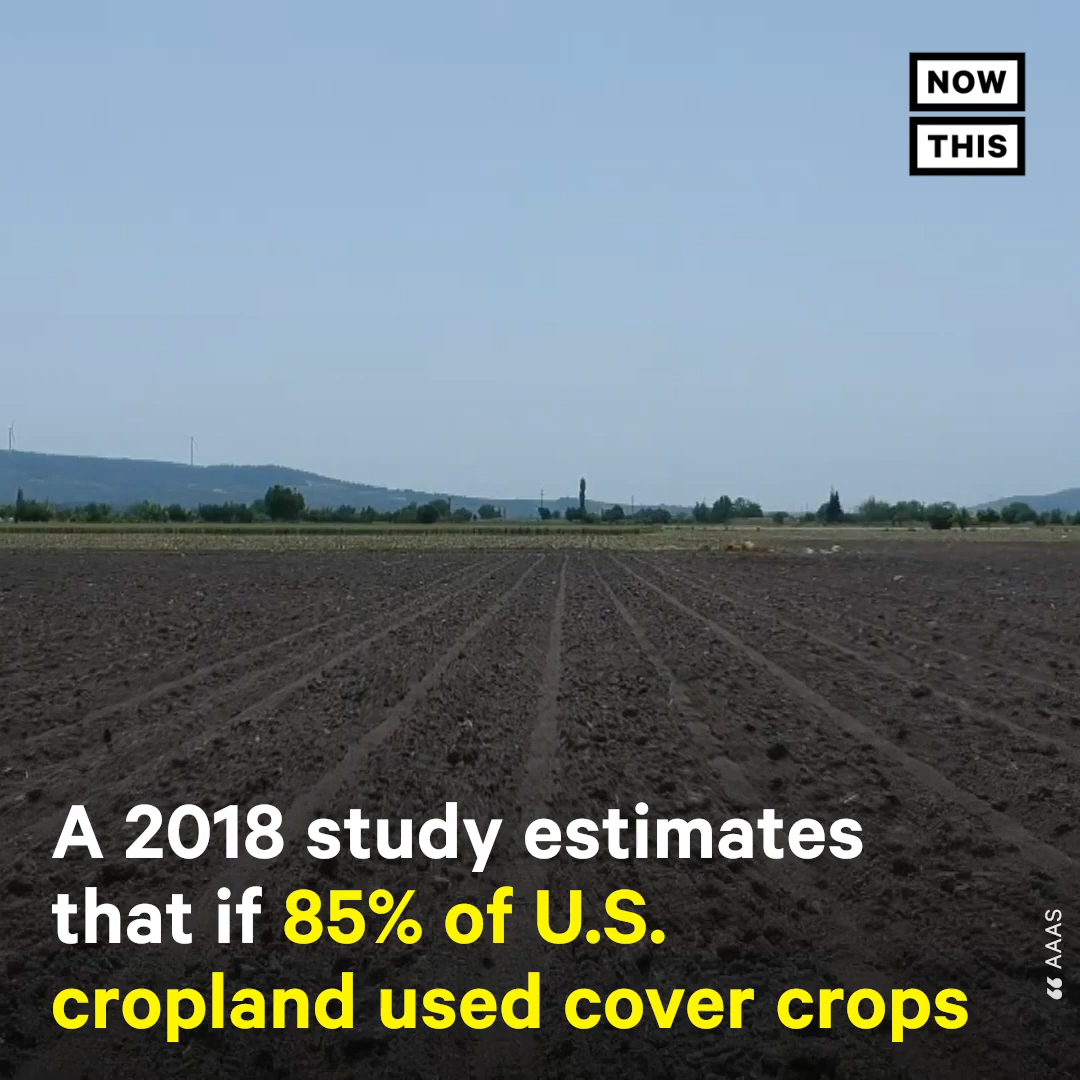 NOW
THIS
A 2018 study estimates
that if 85% of U.S.
cropland used cover crops
❝ AAAS